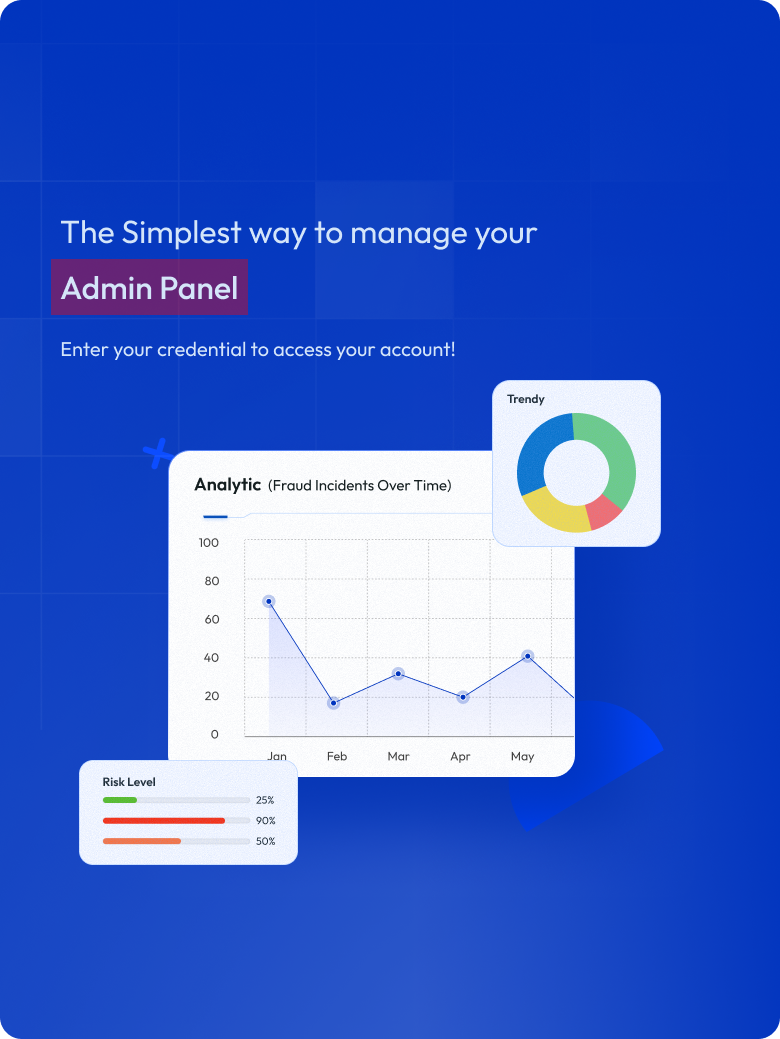 The Simplest way to manage your
Admin Panel
Enter your credential to access your account!
Trendy
Analytic (Fraud Incidents Over Time)
100
80
60
40
20
0
Jan Feb Mar Apr May
Risk Level
25%
90%
50%